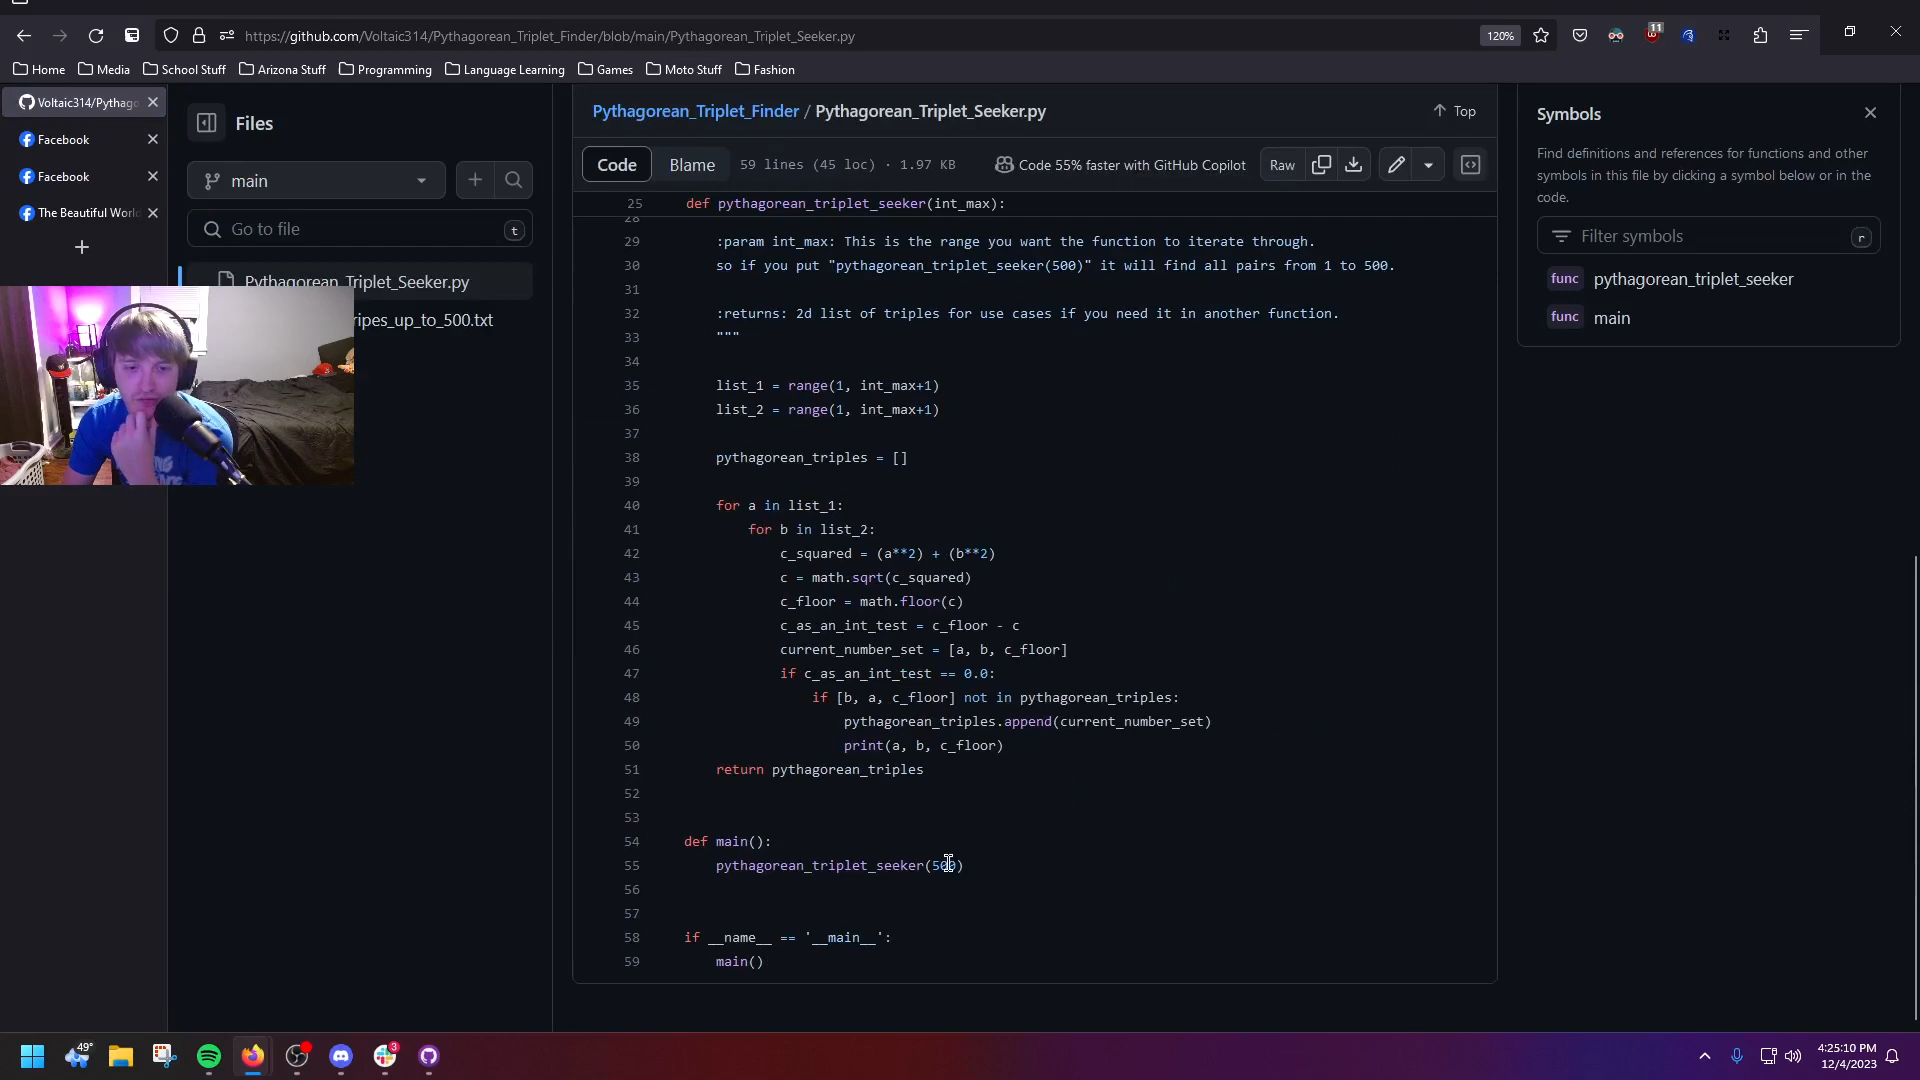 https://github.com/Voltaic314/Pythagorean_Triplet_Finder/blob/main/Pythagorean_Triplet_Seeker.py
120%
11
Home
Media
School Stuff
Arizona Stuff
Programming
Language Learning
Games
Moto Stuff
Fashion
Voltaic314/Pythago
Facebook
Facebook
The Beautiful World
Files
main
Go to file
t
Pythagorean_Triplet_Seeker.py
ripes_up_to_500.txt
Pythagorean_Triplet_Finder / Pythagorean_Triplet_Seeker.py
Top
Code
Blame
59 lines (45 loc) · 1.97 KB
Code 55% faster with GitHub Copilot
Raw
25 def pythagorean_triplet_seeker(int_max):
28
29 :param int_max: This is the range you want the function to iterate through.
30 so if you put "pythagorean_triplet_seeker(500)" it will find all pairs from 1 to 500.
31
32 :returns: 2d list of triples for use cases if you need it in another function.
33 """
34
35 list_1 = range(1, int_max+1)
36 list_2 = range(1, int_max+1)
37
38 pythagorean_triples = []
39
40 for a in list_1:
41 for b in list_2:
42 c_squared = (a**2) + (b**2)
43 c = math.sqrt(c_squared)
44 c_floor = math.floor(c)
45 c_as_an_int_test = c_floor - c
46 current_number_set = [a, b, c_floor]
47 if c_as_an_int_test == 0.0:
48 if [b, a, c_floor] not in pythagorean_triples:
49 pythagorean_triples.append(current_number_set)
50 print(a, b, c_floor)
51 return pythagorean_triples
52
53
54 def main():
55 pythagorean_triplet_seeker(500)
56
57
58 if __name__ == '__main__':
59 main()
Symbols
Find definitions and references for functions and other
symbols in this file by clicking a symbol below or in the
code.
Filter symbols
r
func pythagorean_triplet_seeker
func main
49°
3
4:25:10 PM
12/4/2023